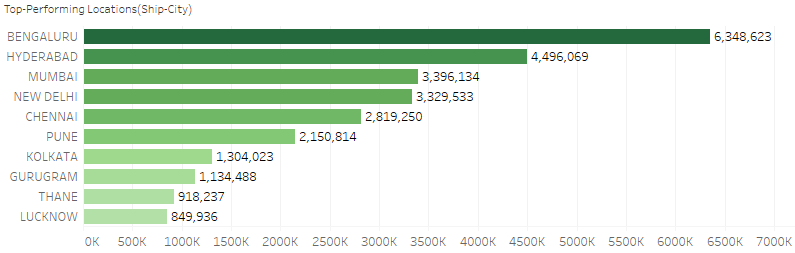 Top-Performing Locations(Ship-City)
BENGALURU 6,348,623
HYDERABAD 4,496,069
MUMBAI 3,396,134
NEW DELHI 3,329,533
CHENNAI 2,819,250
PUNE 2,150,814
KOLKATA 1,304,023
GURUGRAM 1,134,488
THANE 918,237
LUCKNOW 849,936
0K 500K 1000K 1500K 2000K 2500K 3000K 3500K 4000K 4500K 5000K 5500K 6000K 6500K 7000K